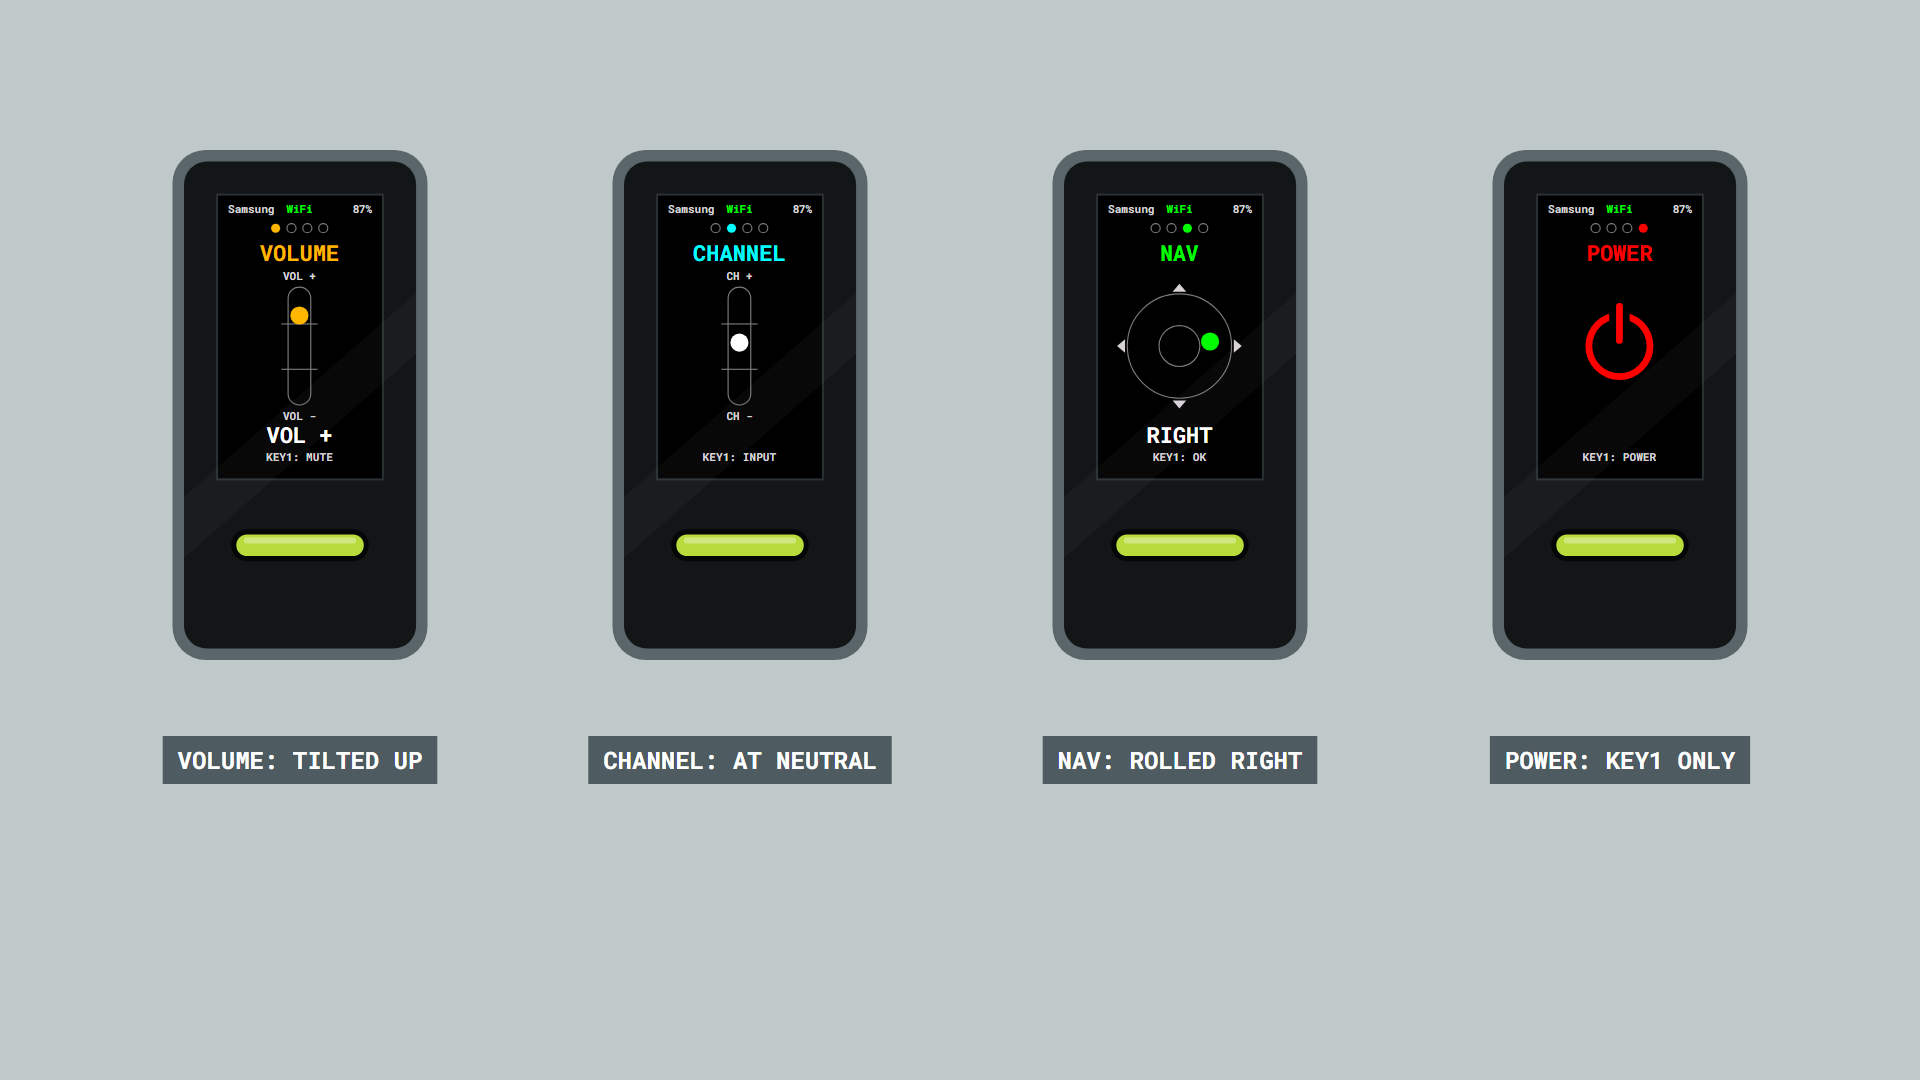 Samsung WiFi 87%
VOLUME
VOL +
VOL -
VOL +
KEY1: MUTE
Samsung WiFi 87%
CHANNEL
CH +
CH -
KEY1: INPUT
Samsung WiFi 87%
NAV
RIGHT
KEY1: OK
Samsung WiFi 87%
POWER
KEY1: POWER
VOLUME: TILTED UP
CHANNEL: AT NEUTRAL
NAV: ROLLED RIGHT
POWER: KEY1 ONLY